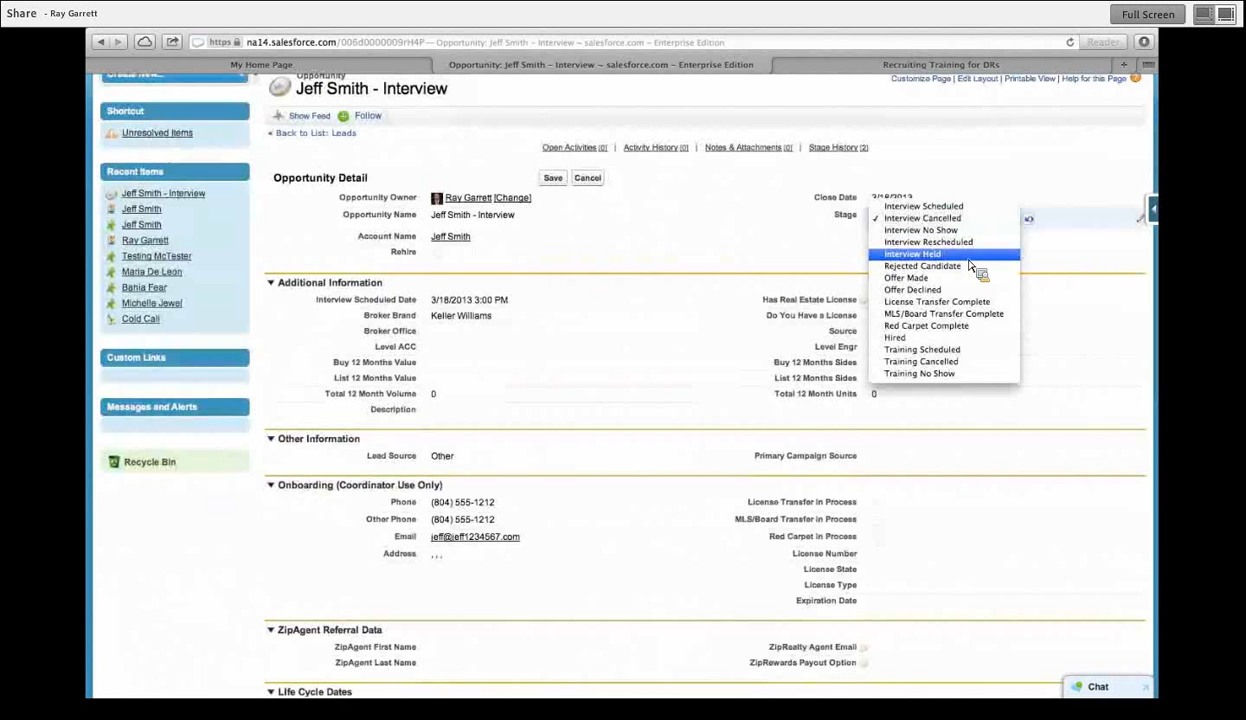 Share - Ray Garrett
Full Screen
https na14.salesforce.com/006d0000009rH4P — Opportunity: Jeff Smith – Interview ~ salesforce.com – Enterprise Edition
Reader
My Home Page
Opportunity: Jeff Smith – Interview ~ salesforce.com – Enterprise Edition
Recruiting Training for DRs
Create New...
Shortcut
Unresolved Items
Recent Items
Jeff Smith - Interview
Jeff Smith
Jeff Smith
Ray Garrett
Testing McTester
Maria De Leon
Bahia Fear
Michelle Jewel
Cold Call
Custom Links
Messages and Alerts
Recycle Bin
Opportunity
Jeff Smith - Interview
Customize Page | Edit Layout | Printable View | Help for this Page
Show Feed Follow
« Back to List: Leads
Open Activities [0] | Activity History [0] | Notes & Attachments [0] | Stage History [2]
Opportunity Detail Save Cancel
Opportunity Owner Ray Garrett [Change]
Opportunity Name Jeff Smith - Interview
Account Name Jeff Smith
Rehire
Close Date 3/18/2013
Stage
Interview Scheduled
✓ Interview Cancelled
Interview No Show
Interview Rescheduled
Interview Held
Rejected Candidate
Offer Made
Offer Declined
License Transfer Complete
MLS/Board Transfer Complete
Red Carpet Complete
Hired
Training Scheduled
Training Cancelled
Training No Show
Additional Information
Interview Scheduled Date 3/18/2013 3:00 PM
Has Real Estate License
Broker Brand Keller Williams
Do You Have a License
Broker Office
Source
Level ACC
Level Engr
Buy 12 Months Value
Buy 12 Months Sides
List 12 Months Value
List 12 Months Sides
Total 12 Month Volume 0
Total 12 Month Units 0
Description
Other Information
Lead Source Other
Primary Campaign Source
Onboarding (Coordinator Use Only)
Phone (804) 555-1212
License Transfer in Process
Other Phone (804) 555-1212
MLS/Board Transfer in Process
Email jeff@jeff1234567.com
Red Carpet in Process
Address , , ,
License Number
License State
License Type
Expiration Date
ZipAgent Referral Data
ZipAgent First Name
ZipRealty Agent Email
ZipAgent Last Name
ZipRewards Payout Option
Life Cycle Dates
Chat